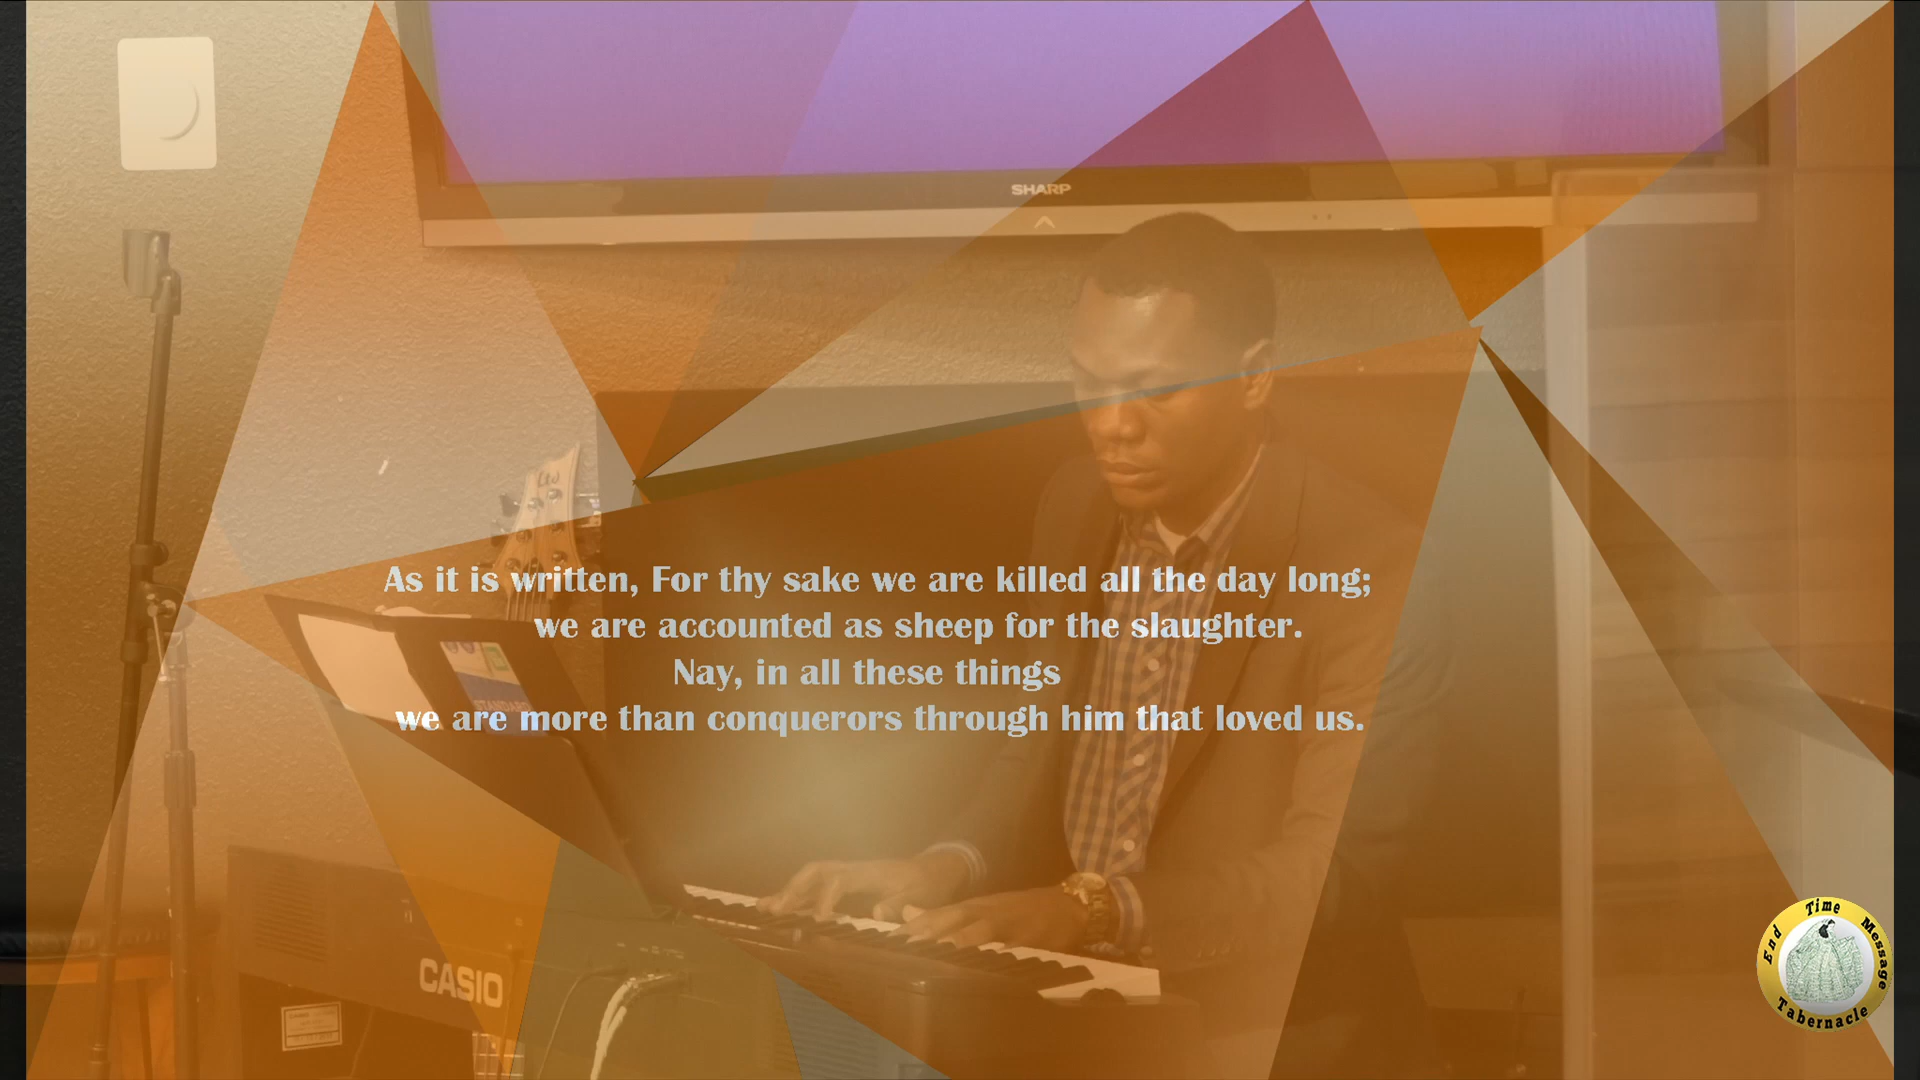 SHARP
LTD
As it is written, For thy sake we are killed all the day long;
we are accounted as sheep for the slaughter.
Nay, in all these things
we are more than conquerors through him that loved us.
STANDARD
CASIO
End Time Message Tabernacle